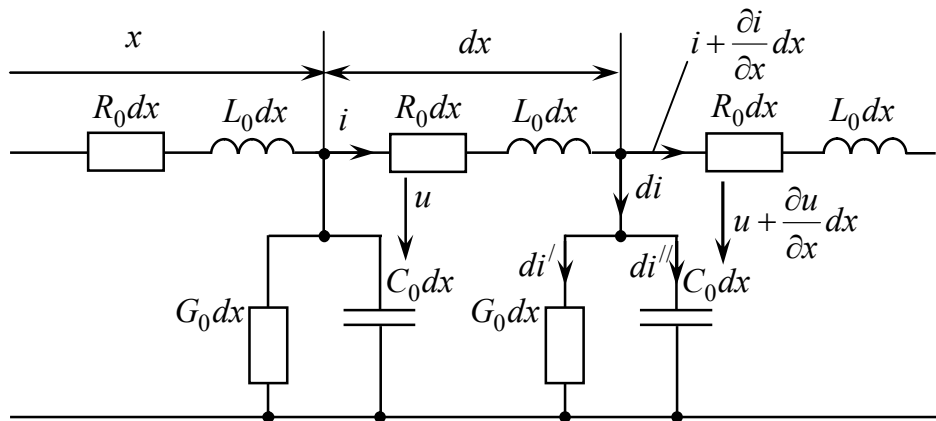 x
dx
i + ∂i/∂x dx
R₀dx
L₀dx
i
R₀dx
L₀dx
R₀dx
L₀dx
u
di
u + ∂u/∂x dx
di′
di″
C₀dx
C₀dx
G₀dx
G₀dx